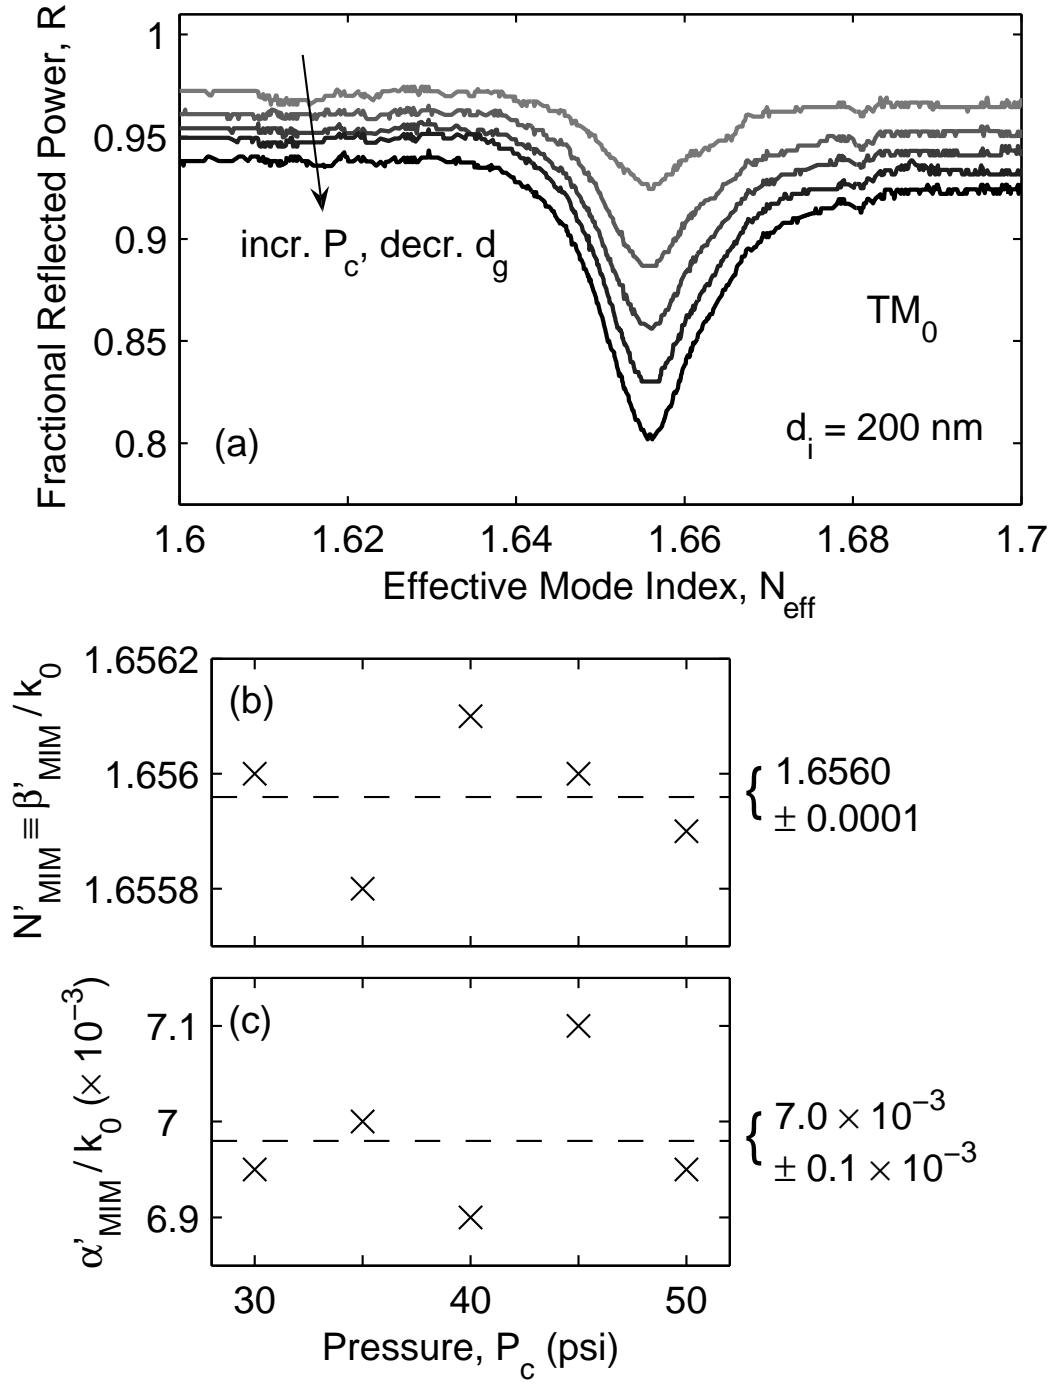 Fractional Reflected Power, R
1
0.95
0.9
0.85
0.8
incr. P_c, decr. d_g
TM_0
d_i = 200 nm
(a)
1.6 1.62 1.64 1.66 1.68 1.7
Effective Mode Index, N_eff
N'_MIM ≡ β'_MIM / k_0
1.6562
1.656
1.6558
(b)
{ 1.6560
± 0.0001
α'_MIM / k_0 (× 10^−3)
7.1
7
6.9
(c)
{ 7.0 × 10^−3
± 0.1 × 10^−3
30 40 50
Pressure, P_c (psi)